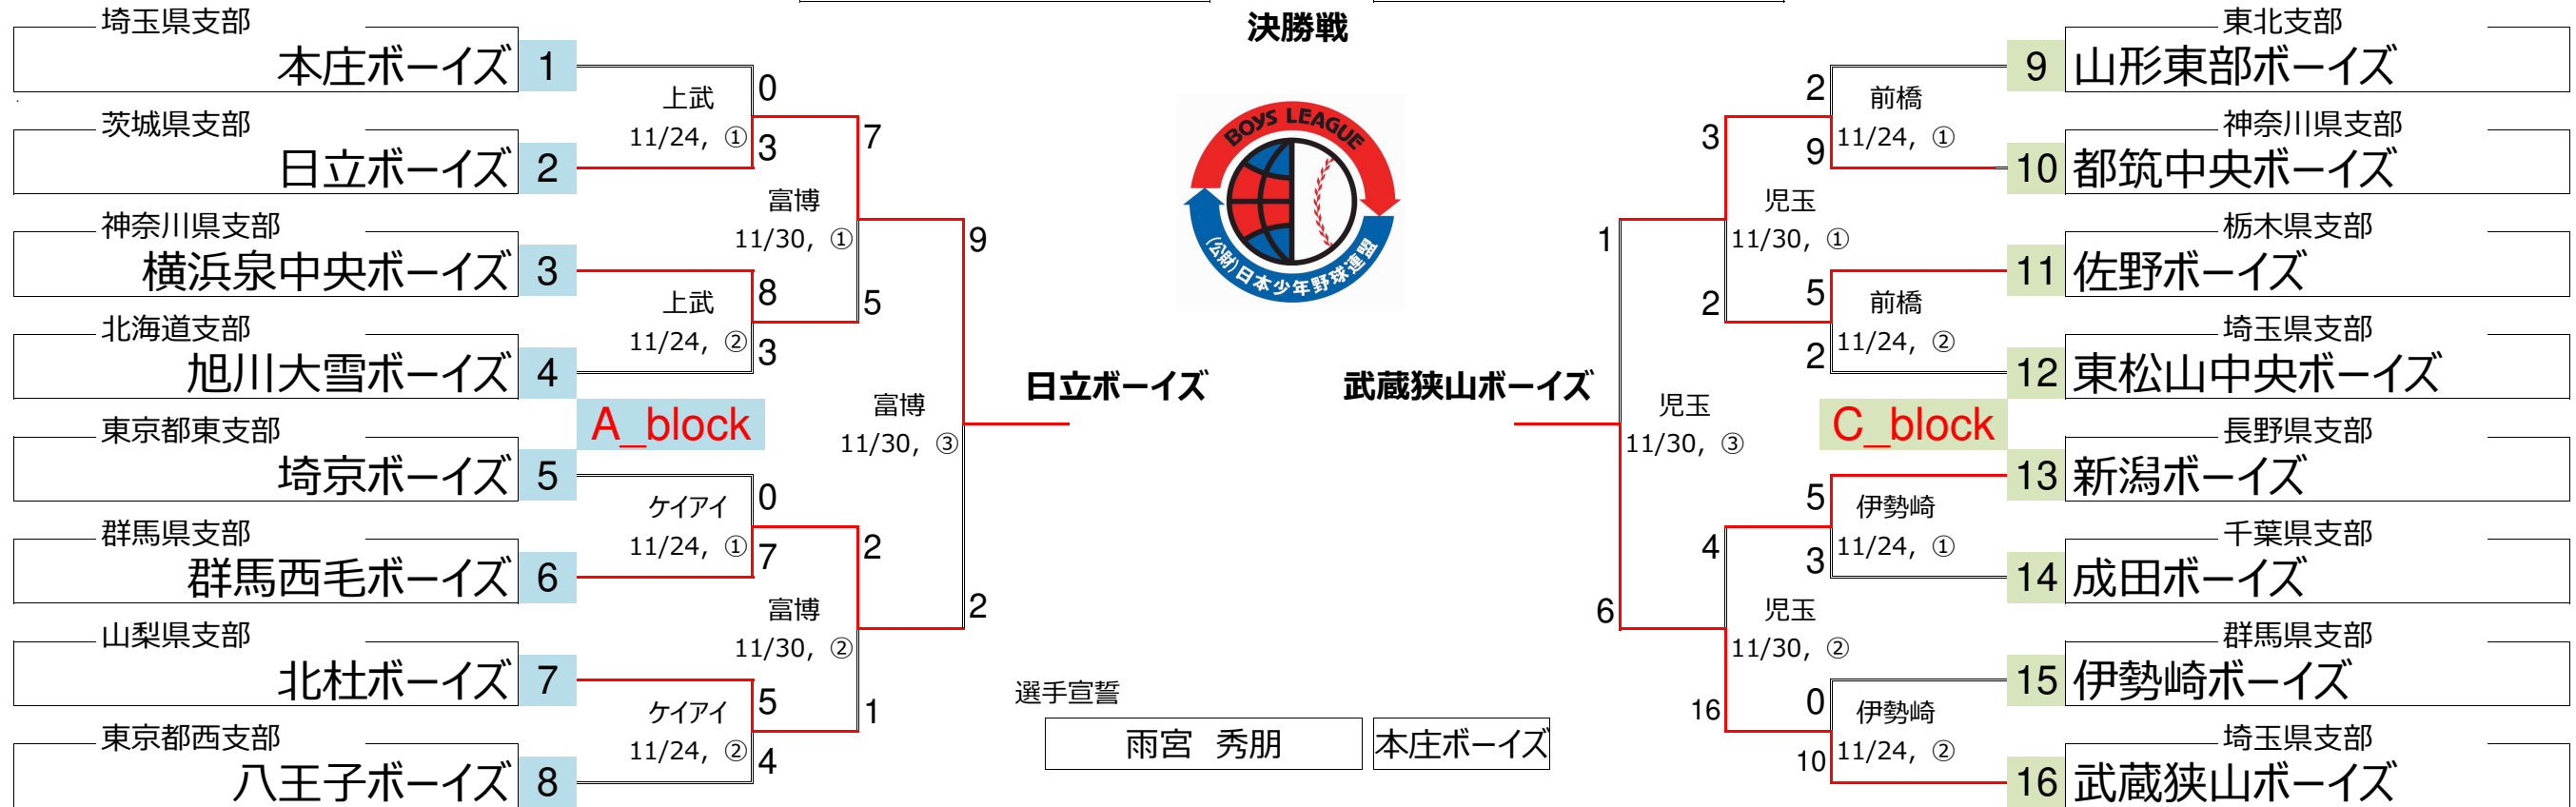 決勝戦
埼玉県支部
本庄ボーイズ 1
茨城県支部
日立ボーイズ 2
神奈川県支部
横浜泉中央ボーイズ 3
北海道支部
旭川大雪ボーイズ 4
A_block
東京都東支部
埼京ボーイズ 5
群馬県支部
群馬西毛ボーイズ 6
山梨県支部
北杜ボーイズ 7
東京都西支部
八王子ボーイズ 8
上武
11/24, ①
0
3
上武
11/24, ②
8
3
ケイアイ
11/24, ①
0
7
ケイアイ
11/24, ②
5
4
富博
11/30, ①
7
5
富博
11/30, ②
2
1
富博
11/30, ③
9
2
日立ボーイズ
BOYS LEAGUE
(公財)日本少年野球連盟
武蔵狭山ボーイズ
選手宣誓
雨宮 秀朋
本庄ボーイズ
1
6
児玉
11/30, ③
3
2
児玉
11/30, ①
4
16
児玉
11/30, ②
2
9
前橋
11/24, ①
5
2
前橋
11/24, ②
5
3
伊勢崎
11/24, ①
0
10
伊勢崎
11/24, ②
東北支部
9 山形東部ボーイズ
神奈川県支部
10 都筑中央ボーイズ
栃木県支部
11 佐野ボーイズ
埼玉県支部
12 東松山中央ボーイズ
C_block
長野県支部
13 新潟ボーイズ
千葉県支部
14 成田ボーイズ
群馬県支部
15 伊勢崎ボーイズ
埼玉県支部
16 武蔵狭山ボーイズ